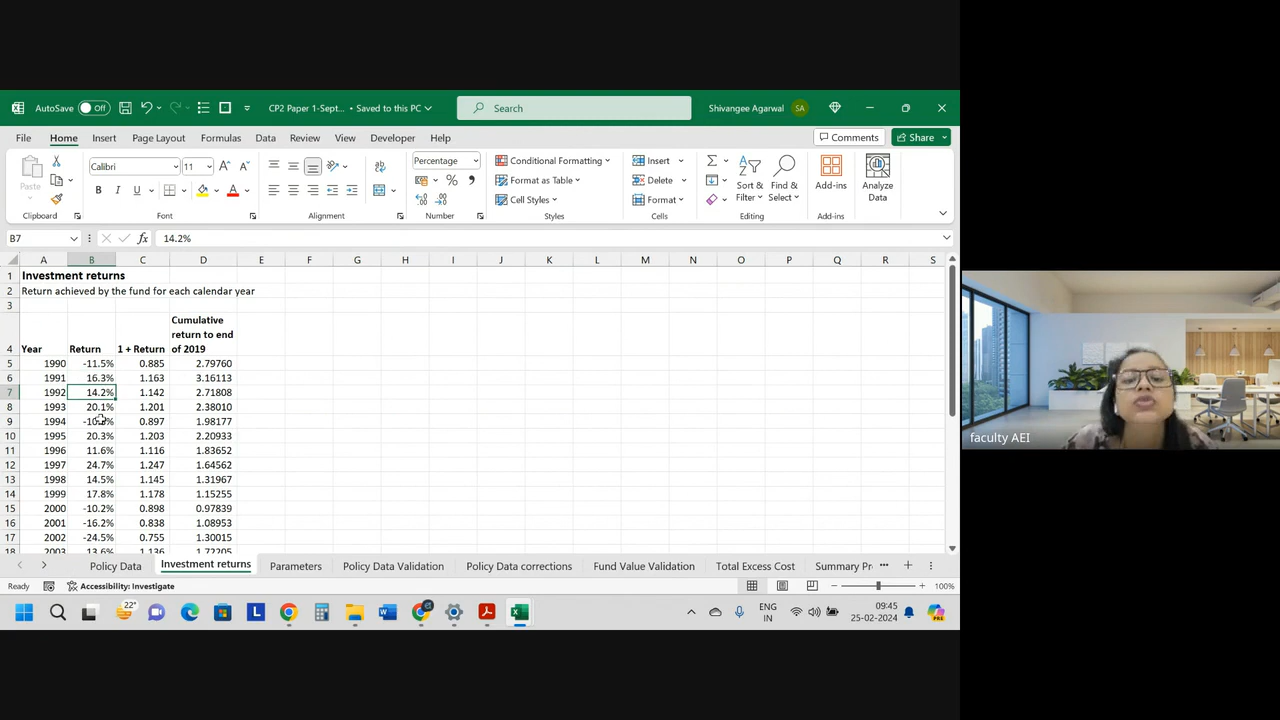 AutoSave Off CP2 Paper 1-Sept... • Saved to this PC Search Shivangee Agarwal SA
File Home Insert Page Layout Formulas Data Review View Developer Help Comments Share
Paste Calibri 11 A A ab Percentage Conditional Formatting Insert
B I U A % , Format as Table Delete Sort & Filter Find & Select Add-ins Analyze Data
Cell Styles Format
Clipboard Font Alignment Number Styles Cells Editing Add-ins
B7 fx 14.2%
A B C D E F G H I J K L M N O P Q R S
1 Investment returns
2 Return achieved by the fund for each calendar year
3
Cumulative
return to end
4 Year Return 1 + Return of 2019
5 1990 -11.5% 0.885 2.79760
6 1991 16.3% 1.163 3.16113
7 1992 14.2% 1.142 2.71808
8 1993 20.1% 1.201 2.38010
9 1994 0.897 1.98177
10 1995 20.3% 1.203 2.20933
11 1996 11.6% 1.116 1.83652
12 1997 24.7% 1.247 1.64562
13 1998 14.5% 1.145 1.31967
14 1999 17.8% 1.178 1.15255
15 2000 -10.2% 0.898 0.97839
16 2001 -16.2% 0.838 1.08953
17 2002 -24.5% 0.755 1.30015
18 2003 13.6% 1.136 1.72205
Policy Data Investment returns Parameters Policy Data Validation Policy Data corrections Fund Value Validation Total Excess Cost Summary Pr
Ready Accessibility: Investigate 100%
22° L ENG IN 09:45 25-02-2024
faculty AEI